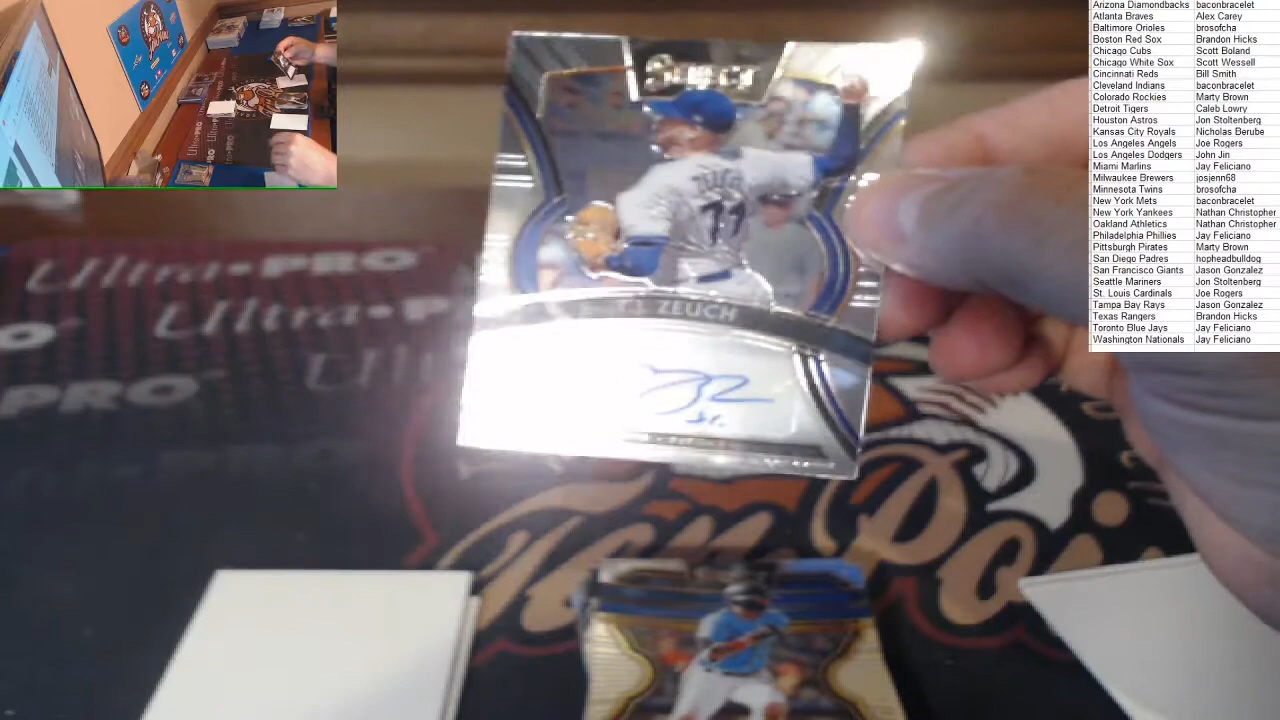 Arizona Diamondbacks baconbracelet
Atlanta Braves Alex Carey
Baltimore Orioles brosofcha
Boston Red Sox Brandon Hicks
Chicago Cubs Scott Boland
Chicago White Sox Scott Wessell
Cincinnati Reds Bill Smith
Cleveland Indians baconbracelet
Colorado Rockies Marty Brown
Detroit Tigers Caleb Lowry
Houston Astros Jon Stoltenberg
Kansas City Royals Nicholas Berube
Los Angeles Angels Joe Rogers
Los Angeles Dodgers John Jin
Miami Marlins Jay Feliciano
Milwaukee Brewers josjenn68
Minnesota Twins brosofcha
New York Mets baconbracelet
New York Yankees Nathan Christopher
Oakland Athletics Nathan Christopher
Philadelphia Phillies Jay Feliciano
Pittsburgh Pirates Marty Brown
San Diego Padres hopheadbulldog
San Francisco Giants Jason Gonzalez
Seattle Mariners Jon Stoltenberg
St. Louis Cardinals Joe Rogers
Tampa Bay Rays Jason Gonzalez
Texas Rangers Brandon Hicks
Toronto Blue Jays Jay Feliciano
Washington Nationals Jay Feliciano
SELECT
ZEUCH
71
T.J. ZEUCH
Ultra•PRO
Ultra•P
PRO
Ul
Ten Poin